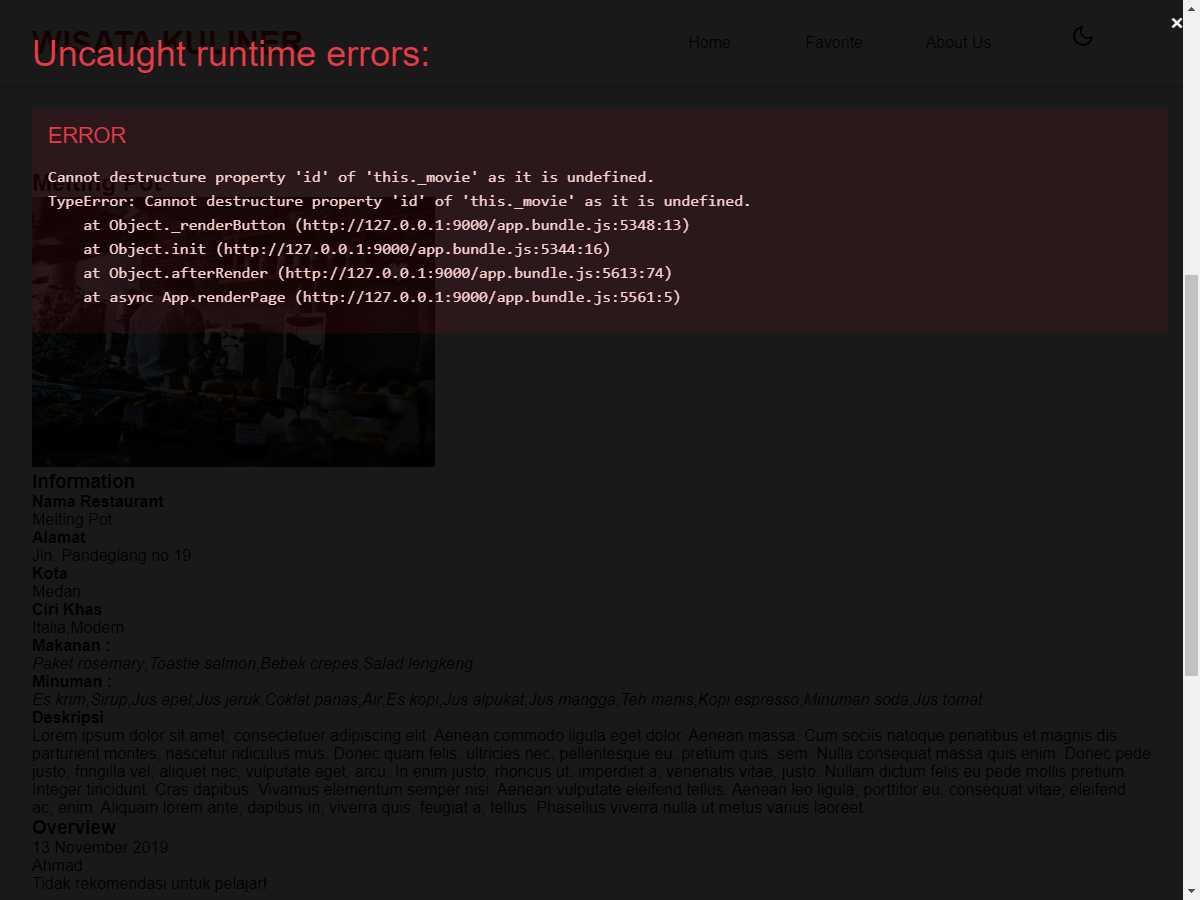 WISATA KULINER
Home
Favorite
About Us
×
Uncaught runtime errors:
ERROR
Melting Pot
Cannot destructure property 'id' of 'this._movie' as it is undefined.
TypeError: Cannot destructure property 'id' of 'this._movie' as it is undefined.
at Object._renderButton (http://127.0.0.1:9000/app.bundle.js:5348:13)
at Object.init (http://127.0.0.1:9000/app.bundle.js:5344:16)
at Object.afterRender (http://127.0.0.1:9000/app.bundle.js:5613:74)
at async App.renderPage (http://127.0.0.1:9000/app.bundle.js:5561:5)
Information
Nama Restaurant
Melting Pot
Alamat
Jln. Pandeglang no 19
Kota
Medan
Ciri Khas
Italia,Modern
Makanan :
Paket rosemary,Toastie salmon,Bebek crepes,Salad lengkeng
Minuman :
Es krim,Sirup,Jus apel,Jus jeruk,Coklat panas,Air,Es kopi,Jus alpukat,Jus mangga,Teh manis,Kopi espresso,Minuman soda,Jus tomat
Deskripsi
Lorem ipsum dolor sit amet, consectetuer adipiscing elit. Aenean commodo ligula eget dolor. Aenean massa. Cum sociis natoque penatibus et magnis dis
parturient montes, nascetur ridiculus mus. Donec quam felis, ultricies nec, pellentesque eu, pretium quis, sem. Nulla consequat massa quis enim. Donec pede
justo, fringilla vel, aliquet nec, vulputate eget, arcu. In enim justo, rhoncus ut, imperdiet a, venenatis vitae, justo. Nullam dictum felis eu pede mollis pretium.
Integer tincidunt. Cras dapibus. Vivamus elementum semper nisi. Aenean vulputate eleifend tellus. Aenean leo ligula, porttitor eu, consequat vitae, eleifend
ac, enim. Aliquam lorem ante, dapibus in, viverra quis, feugiat a, tellus. Phasellus viverra nulla ut metus varius laoreet.
Overview
13 November 2019
Ahmad
Tidak rekomendasi untuk pelajar!